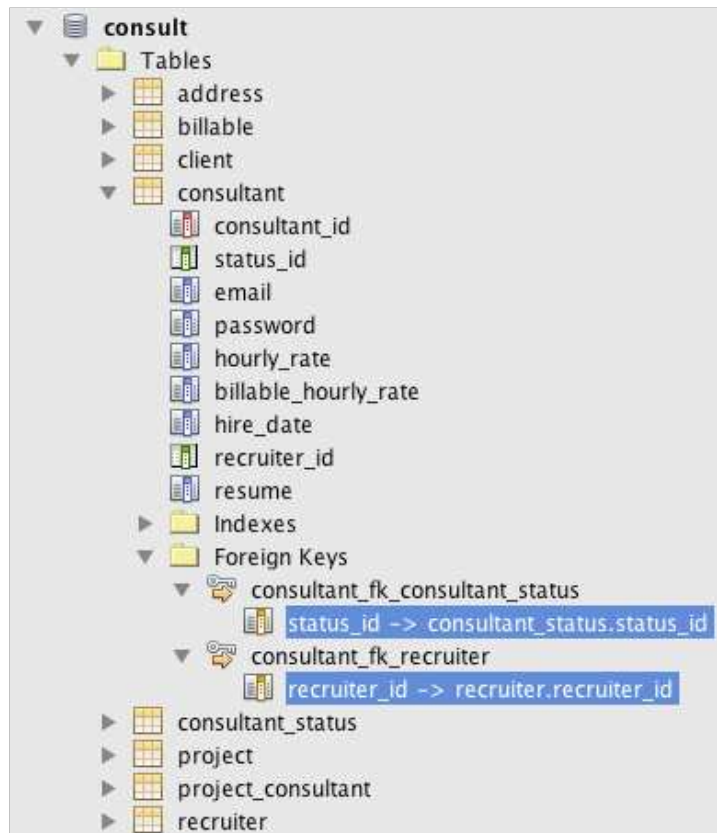 consult
Tables
address
billable
client
consultant
consultant_id
status_id
email
password
hourly_rate
billable_hourly_rate
hire_date
recruiter_id
resume
Indexes
Foreign Keys
consultant_fk_consultant_status
status_id -> consultant_status.status_id
consultant_fk_recruiter
recruiter_id -> recruiter.recruiter_id
consultant_status
project
project_consultant
recruiter